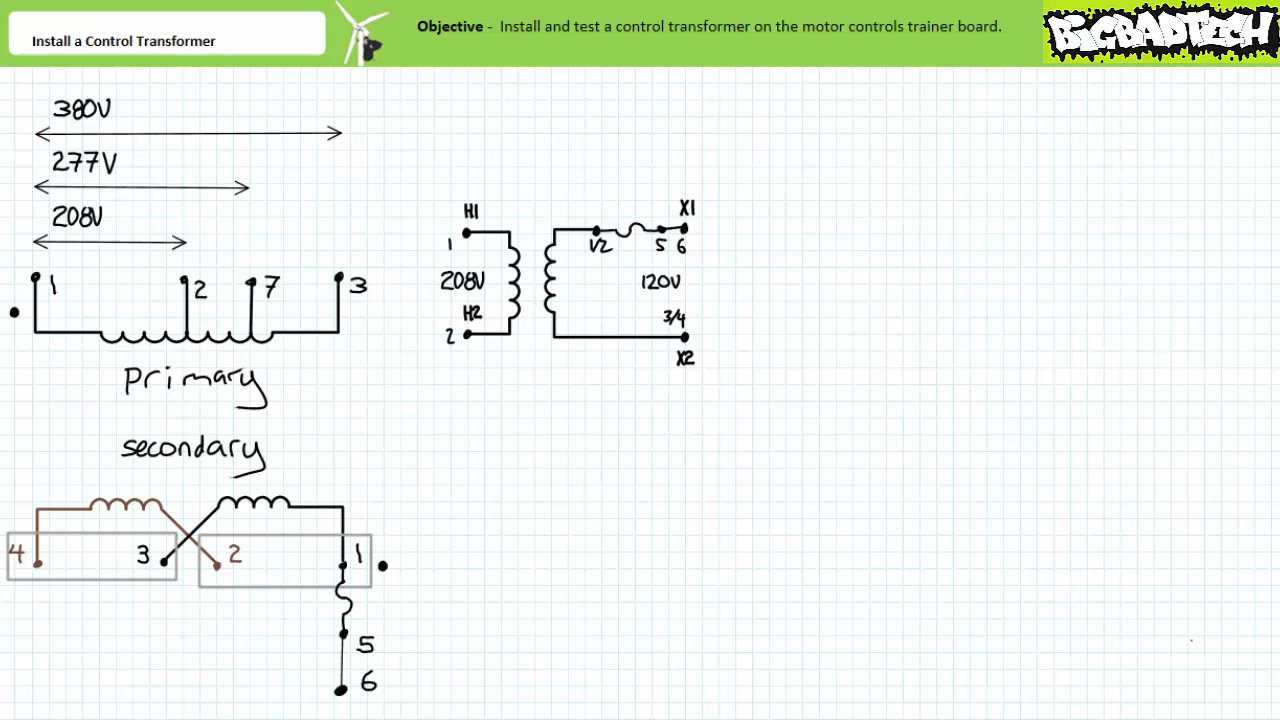 Install a Control Transformer
Objective - Install and test a control transformer on the motor controls trainer board.
BIGBADTECH
380V
277V
208V
1 2 7 3
Primary
secondary
4 3 2 1
5
6
H1 X1
1 1/2 5 6
208V 120V
H2 3/4
2
X2